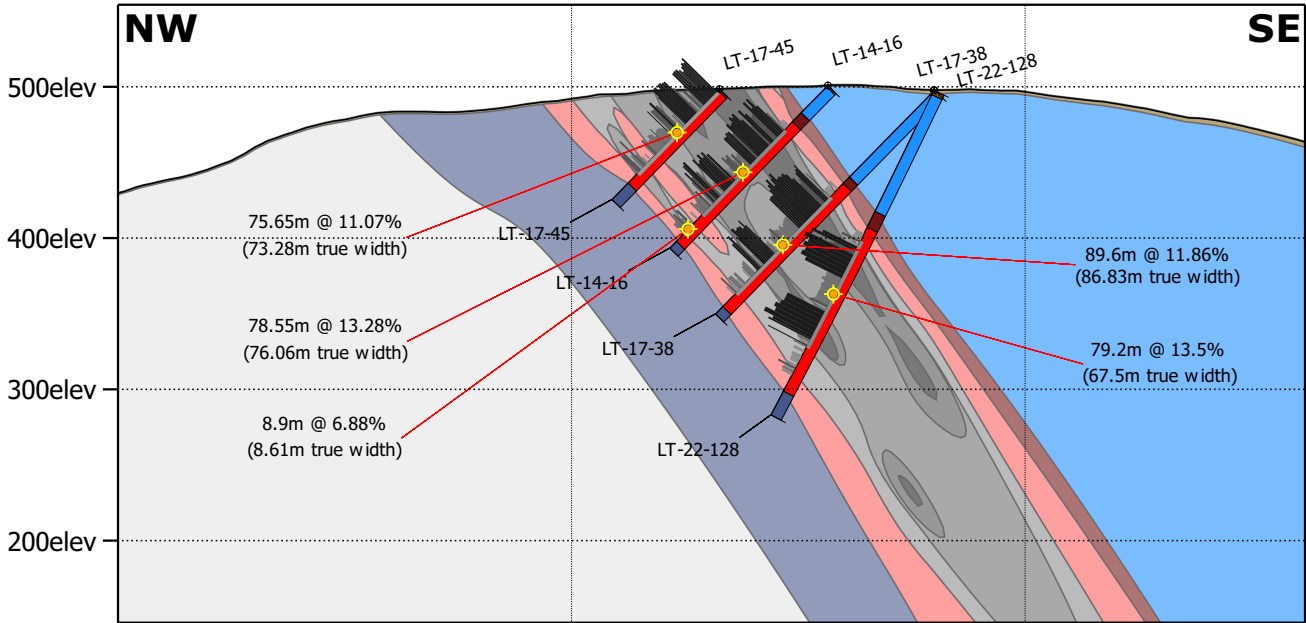 NW
SE
LT-17-45
LT-14-16
LT-17-38
LT-22-128
500elev
400elev
300elev
200elev
75.65m @ 11.07%
(73.28m true width)
LT-17-45
LT-14-16
89.6m @ 11.86%
(86.83m true width)
78.55m @ 13.28%
(76.06m true width)
LT-17-38
79.2m @ 13.5%
(67.5m true width)
8.9m @ 6.88%
(8.61m true width)
LT-22-128